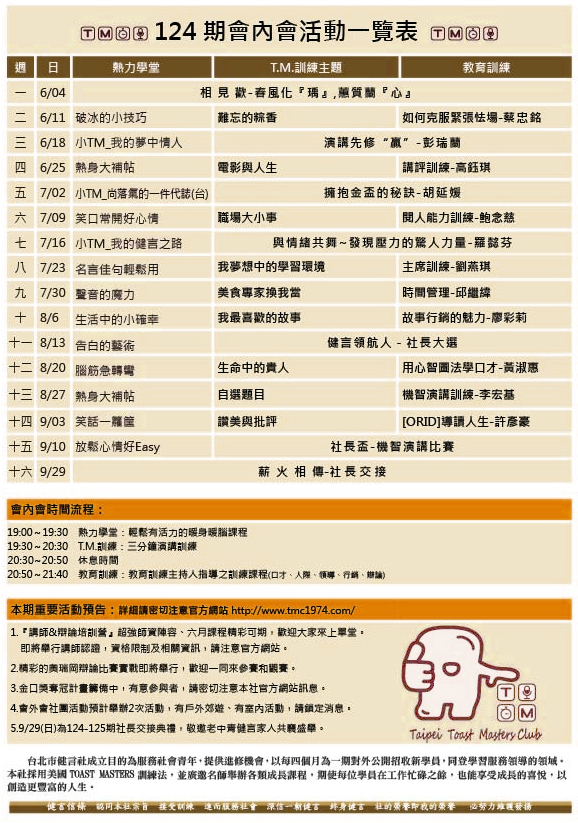 TMOC 124 期會內會活動一覽表 TMOC
週 日 熱力學堂 T.M.訓練主題 教育訓練
一 6/04 相 見 歡-春風化『瑀』,蕙質蘭『心』
二 6/11 破冰的小技巧 難忘的粽香 如何克服緊張怯場-蔡忠銘
三 6/18 小TM_我的夢中情人 演講先修“贏”-彭瑞蘭
四 6/25 熱身大補帖 電影與人生 講評訓練-高鈺琪
五 7/02 小TM_尚落氣的一件代誌(台) 擁抱金盃的秘訣-胡延媛
六 7/09 笑口常開好心情 職場大小事 閱人能力訓練-鮑念慈
七 7/16 小TM_我的健言之路 與情緒共舞~發現壓力的驚人力量-羅懿芬
八 7/23 名言佳句輕鬆用 我夢想中的學習環境 主席訓練-劉燕琪
九 7/30 聲音的魔力 美食專家換我當 時間管理-邱繼緯
十 8/6 生活中的小確幸 我最喜歡的故事 故事行銷的魅力-廖彩莉
十一 8/13 告白的藝術 健言領航人 - 社長大選
十二 8/20 腦筋急轉彎 生命中的貴人 用心智圖法學口才-黃淑惠
十三 8/27 熱身大補帖 自選題目 機智演講訓練-李宏基
十四 9/03 笑話一籮筐 讚美與批評 [ORID]導讀人生-許彥豪
十五 9/10 放鬆心情好Easy 社長盃-機智演講比賽
十六 9/29 薪 火 相 傳-社長交接
會內會時間流程：
19:00～19:30 熱力學堂：輕鬆有活力的暖身暖腦課程
19:30～20:30 T.M.訓練：三分鐘演講訓練
20:30~20:50 休息時間
20:50～21:40 教育訓練：教育訓練主持人指導之訓練課程(口才、人際、領導、行銷、辯論)
本期重要活動預告：詳細請密切注意官方網站 http://www.tmc1974.com/
1.『講師&辯論培訓營』超強師資陣容、六月課程精彩可期，歡迎大家來上單堂。
即將舉行講師認證，資格限制及相關資訊，請注意官方網站。
2.精彩的奧瑞岡辯論比賽實戰即將舉行，歡迎一同來參賽和觀賽。
3.金口獎奪冠計畫籌備中，有意參與者，請密切注意本社官方網站訊息。
4.會外會社團活動預計舉辦2次活動，有戶外郊遊、有室內活動，請鎖定消息。
5.9/29(日)為124-125期社長交接典禮，敬邀老中青健言家人共襄盛舉。
TM
OC
Taipei Toast Masters Club
台北市健言社成立目的為服務社會青年，提供進修機會，以每四個月為一期對外公開招收新學員，同登學習服務領導的領域。
本社採用美國 TOAST MASTERS 訓練法，並廣邀名師舉辦各類成長課程，期使每位學員在工作忙碌之餘，也能享受成長的喜悅，以
創造更豐富的人生。
健言信條 認同本社宗旨 接受訓練 進而服務社會 深信一朝健言 終身健言 社的榮譽即我的榮譽 必努力維護發揚